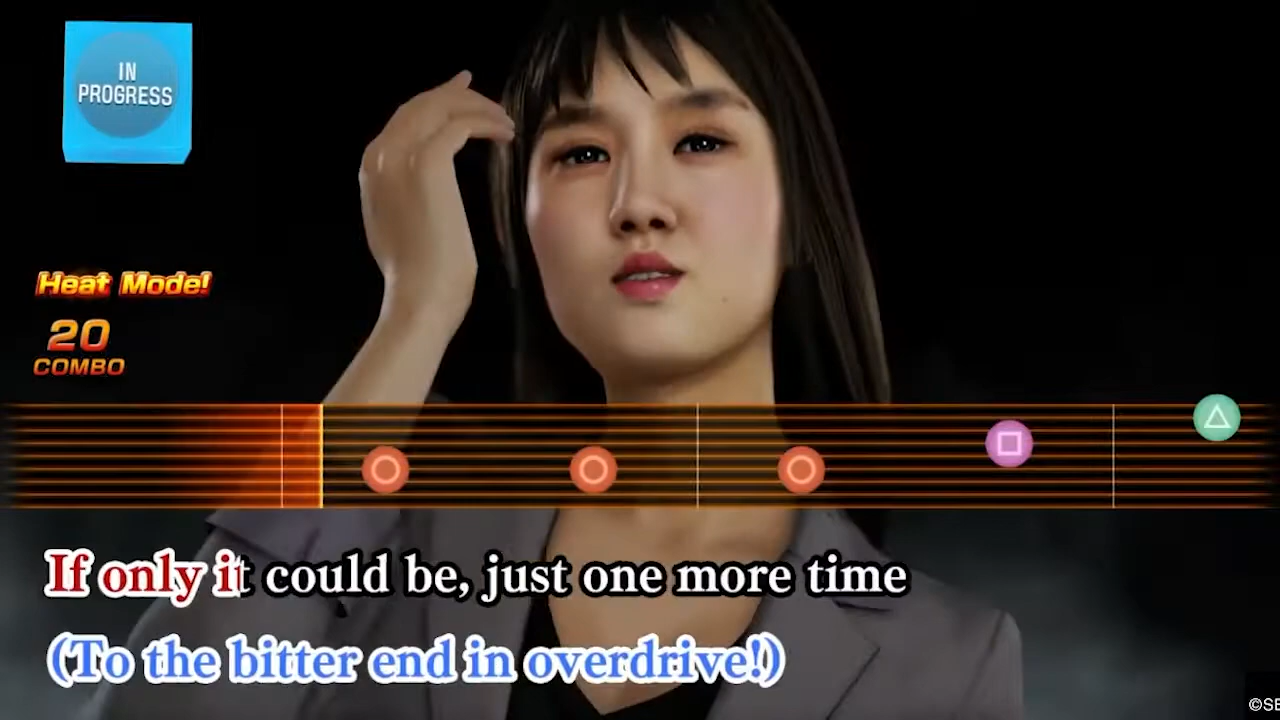 IN
PROGRESS
Heat Mode!
20
COMBO
If only it could be, just one more time
(To the bitter end in overdrive!)
©SE